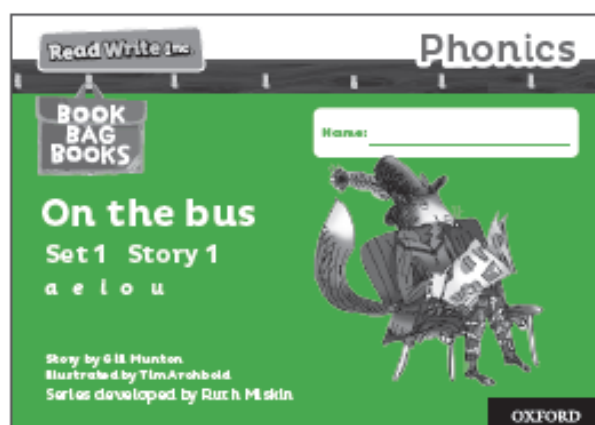 Read Write Inc.
Phonics
BOOK
BAG
BOOKS
Name:
On the bus
Set 1 Story 1
a e i o u
Story by Gill Munton
Illustrated by Tim Archbold
Series developed by Ruth Miskin
OXFORD